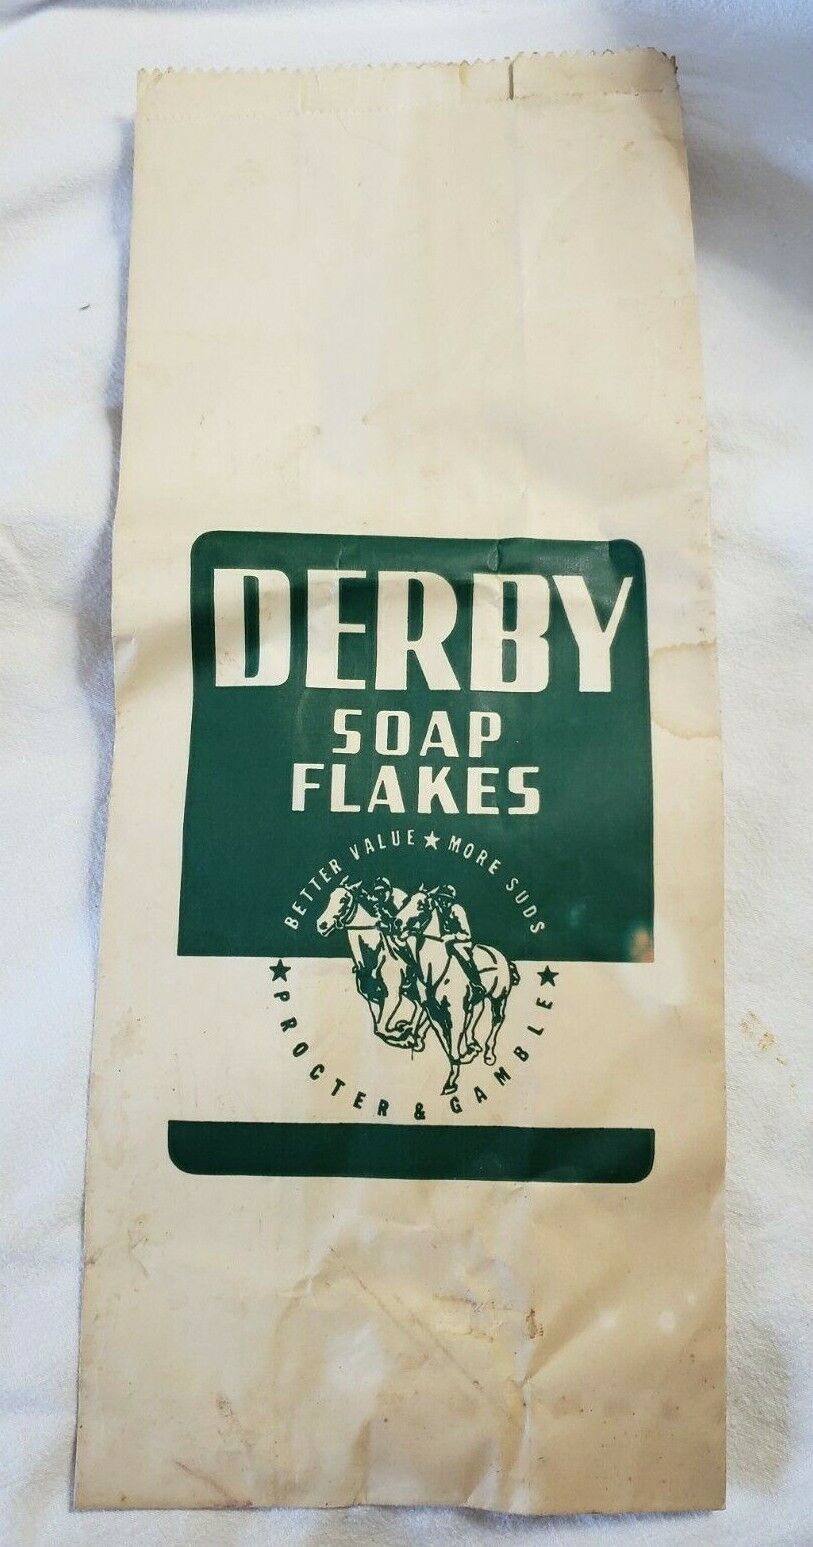 DERBY
SOAP
FLAKES
BETTER VALUE ★ MORE SUDS
★ PROCTER & GAMBLE ★